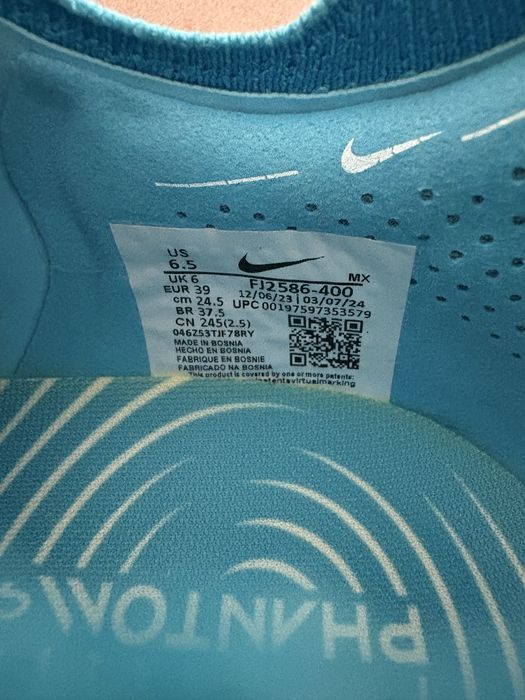 US
6.5
UK 6
EUR 39
cm 24.5
BR 37.5
CN 245(2.5)
MX
FJ2586-400
12/06/23 | 03/07/24
UPC 00197597353579
046Z53TJF78RY
MADE IN BOSNIA
HECHO EN BOSNIA
FABRIQUE EN BOSNIE
FABRICADO NA BOSNIA
This product is covered by one or more patents:
patentsvirtualmarking
PHANTOM